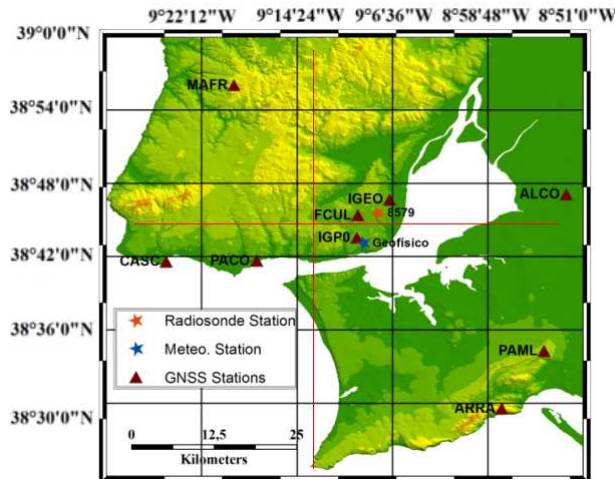 9°22'12"W 9°14'24"W 9°6'36"W 8°58'48"W 8°51'0"W
39°0'0"N
MAFR
38°54'0"N
38°48'0"N
IGEO
ALCO
FCUL
8579
IGP0
Geofísico
38°42'0"N
CASC
PACO
38°36'0"N
Radiosonde Station
Meteo. Station
PAML
GNSS Stations
ARRA
38°30'0"N
0 12,5 25
Kilometers